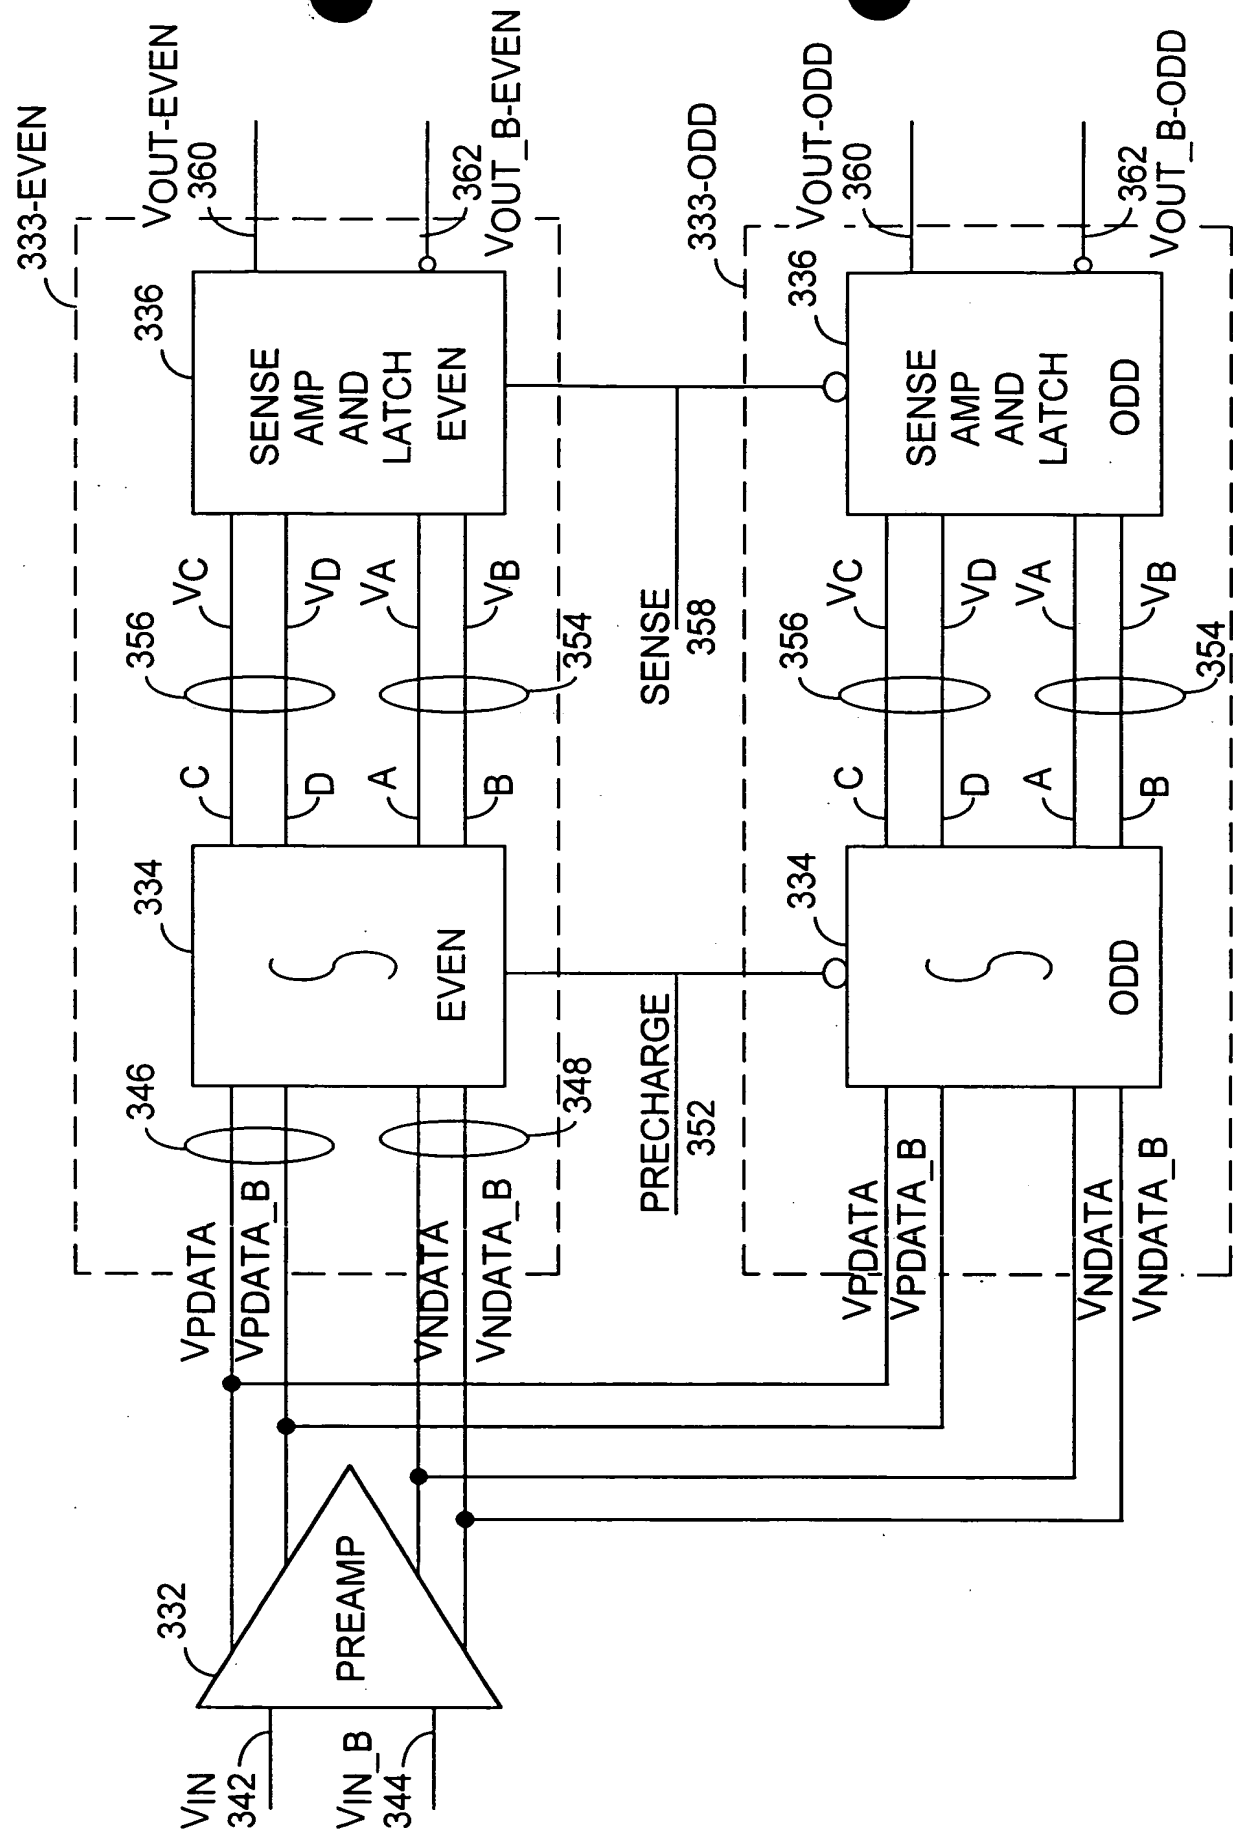 333-EVEN
VOUT-EVEN
360
362
VOUT_B-EVEN
336
SENSE
AMP
AND
LATCH
EVEN
VC
VD
VA
VB
356
354
C
D
A
B
334
EVEN
346
348
VPDATA
VPDATA_B
VNDATA
VNDATA_B
332
PREAMP
VIN
342
VIN_B
344
SENSE
358
PRECHARGE
352
333-ODD
VOUT-ODD
360
362
VOUT_B-ODD
336
SENSE
AMP
AND
LATCH
ODD
VC
VD
VA
VB
356
354
C
D
A
B
334
ODD
VPDATA
VPDATA_B
VNDATA
VNDATA_B